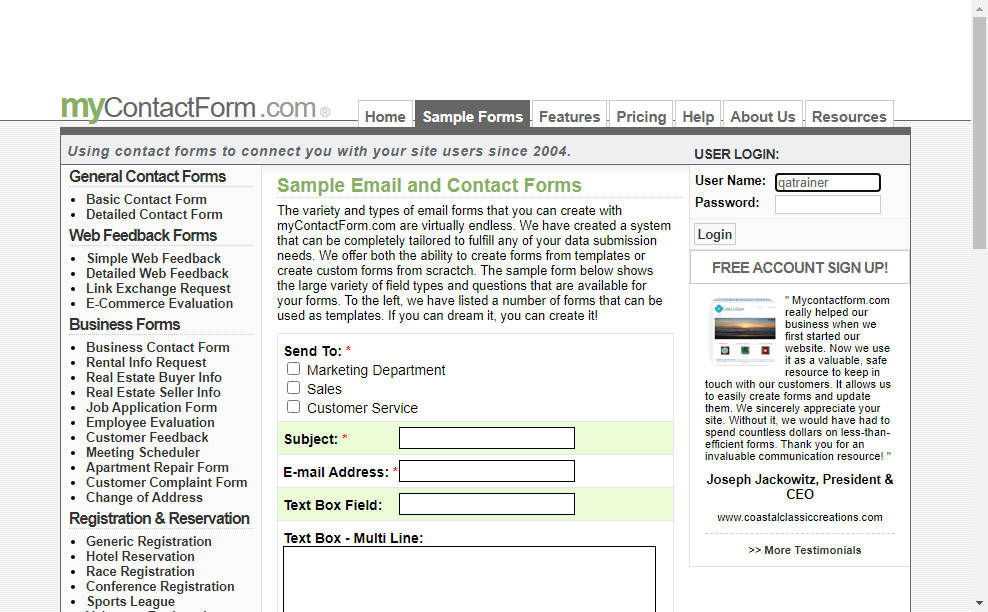 myContactForm.com ®
Home
Sample Forms
Features
Pricing
Help
About Us
Resources
Using contact forms to connect you with your site users since 2004.
USER LOGIN:
General Contact Forms
Basic Contact Form
Detailed Contact Form
Web Feedback Forms
Simple Web Feedback
Detailed Web Feedback
Link Exchange Request
E-Commerce Evaluation
Business Forms
Business Contact Form
Rental Info Request
Real Estate Buyer Info
Real Estate Seller Info
Job Application Form
Employee Evaluation
Customer Feedback
Meeting Scheduler
Apartment Repair Form
Customer Complaint Form
Change of Address
Registration & Reservation
Generic Registration
Hotel Reservation
Race Registration
Conference Registration
Sports League
Sample Email and Contact Forms
The variety and types of email forms that you can create with
myContactForm.com are virtually endless. We have created a system
that can be completely tailored to fulfill any of your data submission
needs. We offer both the ability to create forms from templates or
create custom forms from scractch. The sample form below shows
the large variety of field types and questions that are available for
your forms. To the left, we have listed a number of forms that can be
used as templates. If you can dream it, you can create it!
Send To: *
Marketing Department
Sales
Customer Service
Subject: *
E-mail Address: *
Text Box Field:
Text Box - Multi Line:
User Name: qatrainer
Password:
Login
FREE ACCOUNT SIGN UP!
" Mycontactform.com
really helped our
business when we
first started our
website. Now we use
it as a valuable, safe
resource to keep in
touch with our customers. It allows us
to easily create forms and update
them. We sincerely appreciate your
site. Without it, we would have had to
spend countless dollars on less-than-
efficient forms. Thank you for an
invaluable communication resource! "
Joseph Jackowitz, President &
CEO
www.coastalclassiccreations.com
>> More Testimonials